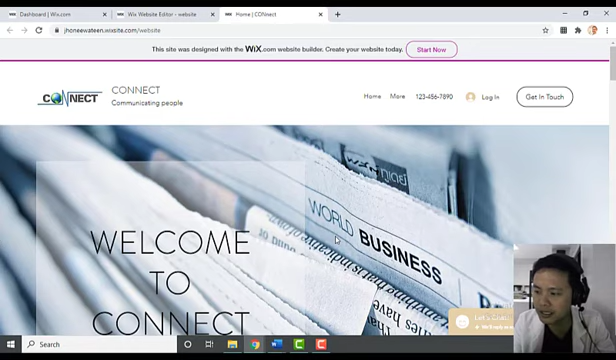 Dashboard | Wix.com
Wix Website Editor - website
Home | CONnect
jhoneewateen.wixsite.com/website
This site was designed with the WiX.com website builder. Create your website today.
Start Now
CONNECT
CONNECT
Communicating people
Home
More
123-456-7890
Log In
Get In Touch
WORLD BUSINESS
WELCOME
TO
CONNECT
Let's Chat!
Search